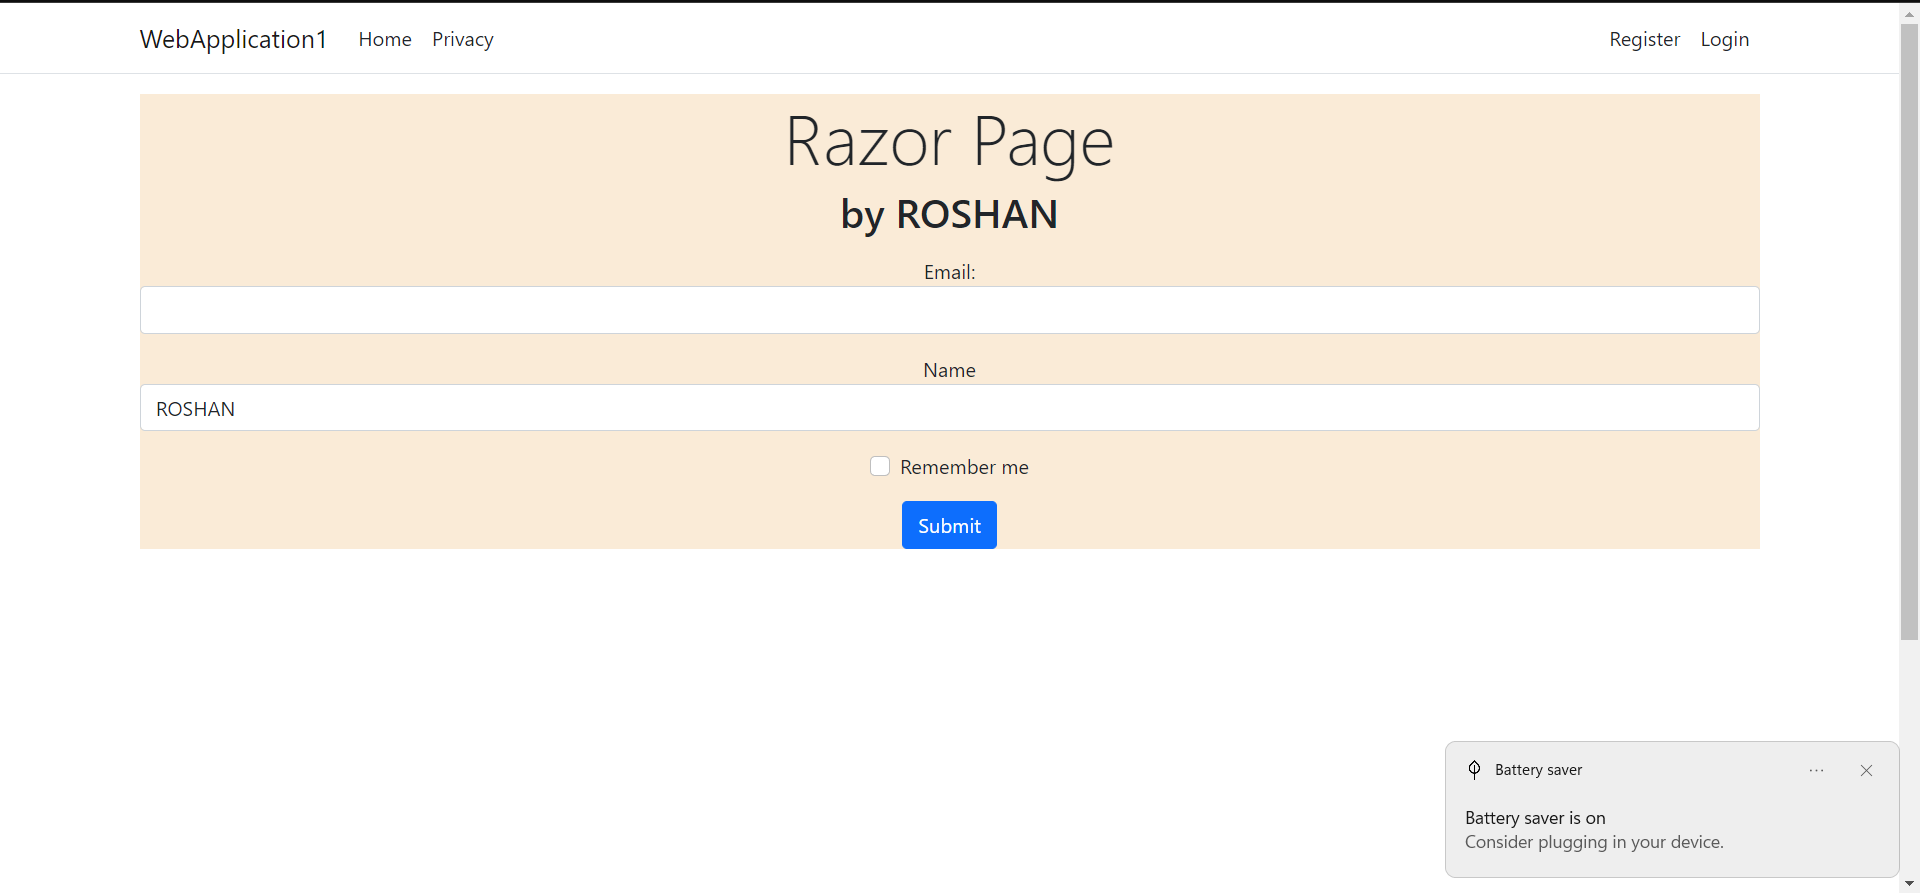 WebApplication1 Home Privacy Register Login
Razor Page
by ROSHAN
Email:
Name
ROSHAN
Remember me
Submit
Battery saver
Battery saver is on
Consider plugging in your device.